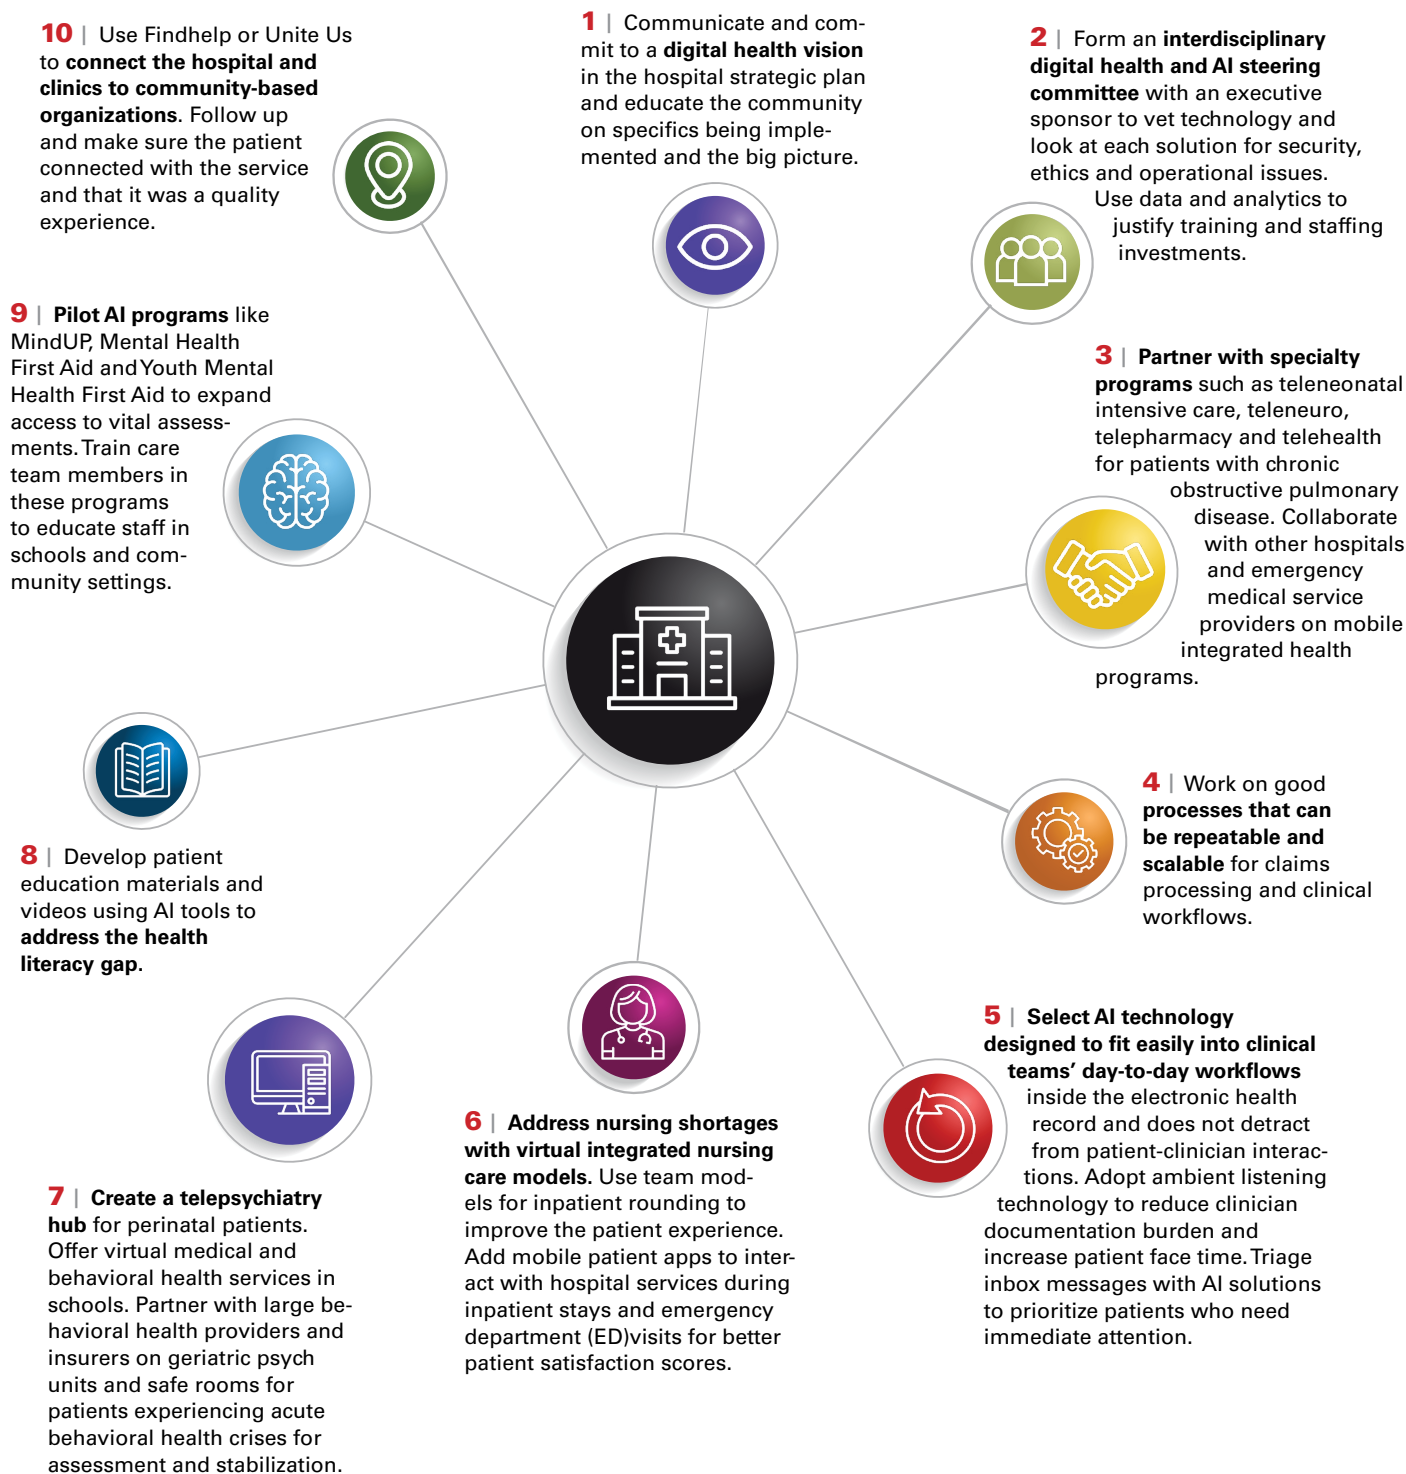 1 | Communicate and com-
mit to a digital health vision
in the hospital strategic plan
and educate the community
on specifics being imple-
mented and the big picture.
2 | Form an interdisciplinary
digital health and AI steering
committee with an executive
sponsor to vet technology and
look at each solution for security,
ethics and operational issues.
Use data and analytics to
justify training and staffing
investments.
3 | Partner with specialty
programs such as teleneonatal
intensive care, teleneuro,
telepharmacy and telehealth
for patients with chronic
obstructive pulmonary
disease. Collaborate
with other hospitals
and emergency
medical service
providers on mobile
integrated health
programs.
4 | Work on good
processes that can
be repeatable and
scalable for claims
processing and clinical
workflows.
5 | Select AI technology
designed to fit easily into clinical
teams’ day-to-day workflows
inside the electronic health
record and does not detract
from patient-clinician interac-
tions. Adopt ambient listening
technology to reduce clinician
documentation burden and
increase patient face time. Triage
inbox messages with AI solutions
to prioritize patients who need
immediate attention.
6 | Address nursing shortages
with virtual integrated nursing
care models. Use team mod-
els for inpatient rounding to
improve the patient experience.
Add mobile patient apps to inter-
act with hospital services during
inpatient stays and emergency
department (ED)visits for better
patient satisfaction scores.
7 | Create a telepsychiatry
hub for perinatal patients.
Offer virtual medical and
behavioral health services in
schools. Partner with large be-
havioral health providers and
insurers on geriatric psych
units and safe rooms for
patients experiencing acute
behavioral health crises for
assessment and stabilization.
8 | Develop patient
education materials and
videos using AI tools to
address the health
literacy gap.
9 | Pilot AI programs like
MindUP, Mental Health
First Aid and Youth Mental
Health First Aid to expand
access to vital assess-
ments. Train care
team members in
these programs
to educate staff in
schools and com-
munity settings.
10 | Use Findhelp or Unite Us
to connect the hospital and
clinics to community-based
organizations. Follow up
and make sure the patient
connected with the service
and that it was a quality
experience.